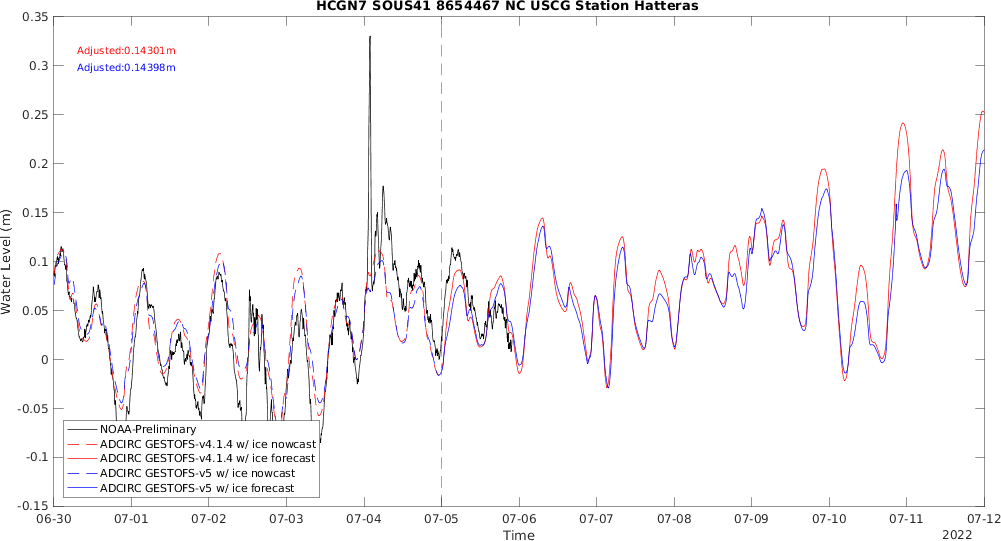 HCGN7 SOUS41 8654467 NC USCG Station Hatteras
Adjusted:0.14301m
Adjusted:0.14398m
Water Level (m)
0.35
0.3
0.25
0.2
0.15
0.1
0.05
0
-0.05
-0.1
-0.15
NOAA-Preliminary
ADCIRC GESTOFS-v4.1.4 w/ ice nowcast
ADCIRC GESTOFS-v4.1.4 w/ ice forecast
ADCIRC GESTOFS-v5 w/ ice nowcast
ADCIRC GESTOFS-v5 w/ ice forecast
06-30 07-01 07-02 07-03 07-04 07-05 07-06 07-07 07-08 07-09 07-10 07-11 07-12
Time
2022